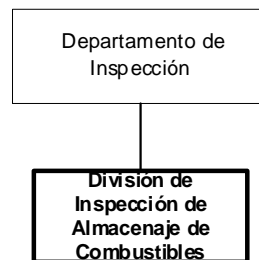 Departamento de
Inspección
División de
Inspección de
Almacenaje de
Combustibles